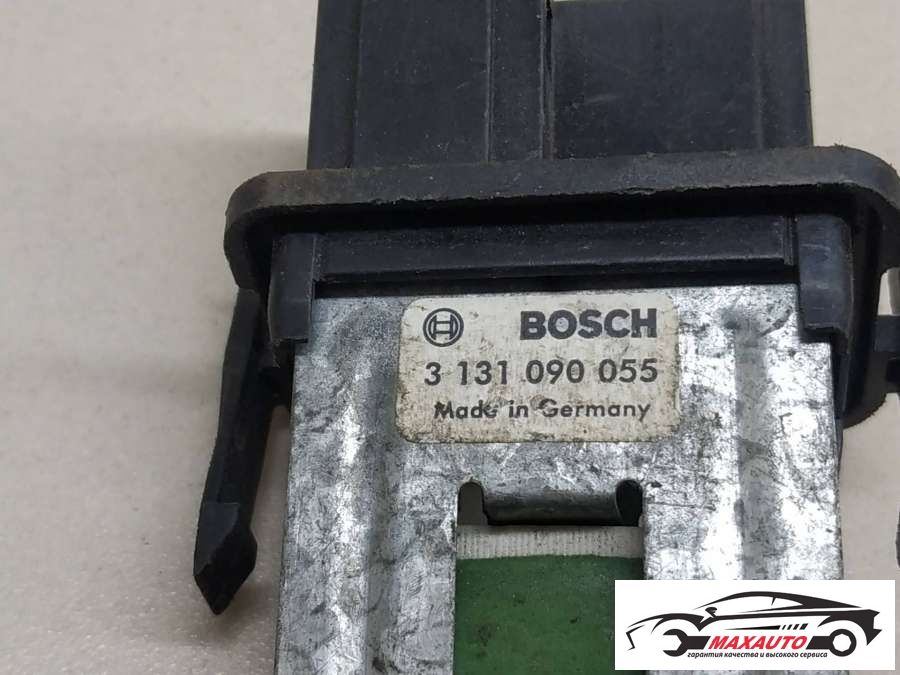 BOSCH
3 131 090 055
Made in Germany
MAXAUTO
гарантия качества и высокого сервиса